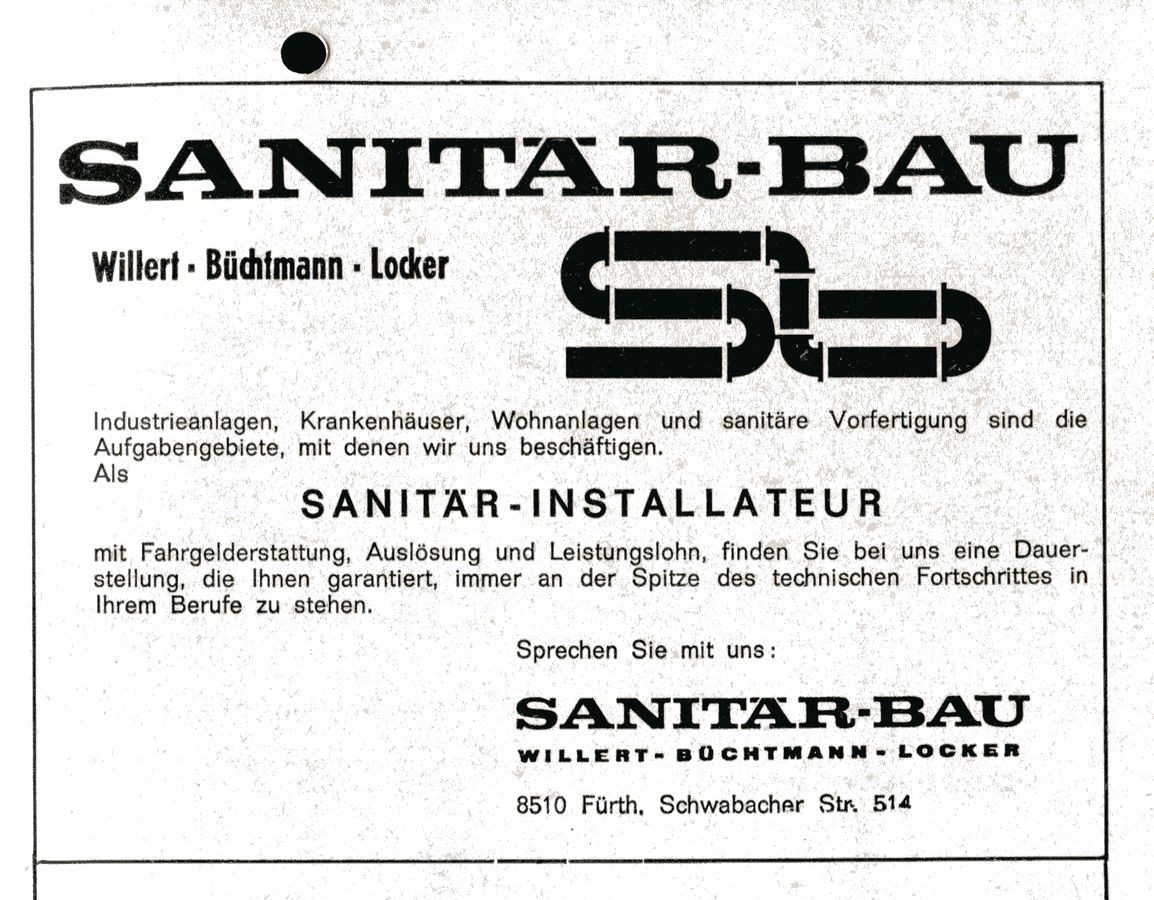 SANITÄR-BAU
Willert · Büchtmann · Locker
Sb
Industrieanlagen, Krankenhäuser, Wohnanlagen und sanitäre Vorfertigung sind die
Aufgabengebiete, mit denen wir uns beschäftigen.
Als
SANITÄR-INSTALLATEUR
mit Fahrgelderstattung, Auslösung und Leistungslohn, finden Sie bei uns eine Dauer-
stellung, die Ihnen garantiert, immer an der Spitze des technischen Fortschrittes in
Ihrem Berufe zu stehen.
Sprechen Sie mit uns:
SANITÄR-BAU
WILLERT - BÜCHTMANN - LOCKER
8510 Fürth, Schwabacher Str. 514